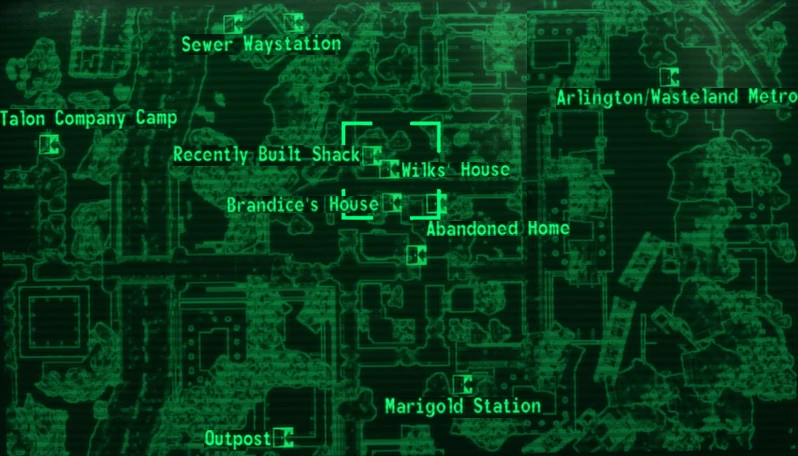 Sewer Waystation
Arlington/Wasteland Metro
Talon Company Camp
Recently Built Shack
Wilks' House
Brandice's House
Abandoned Home
Marigold Station
Outpost